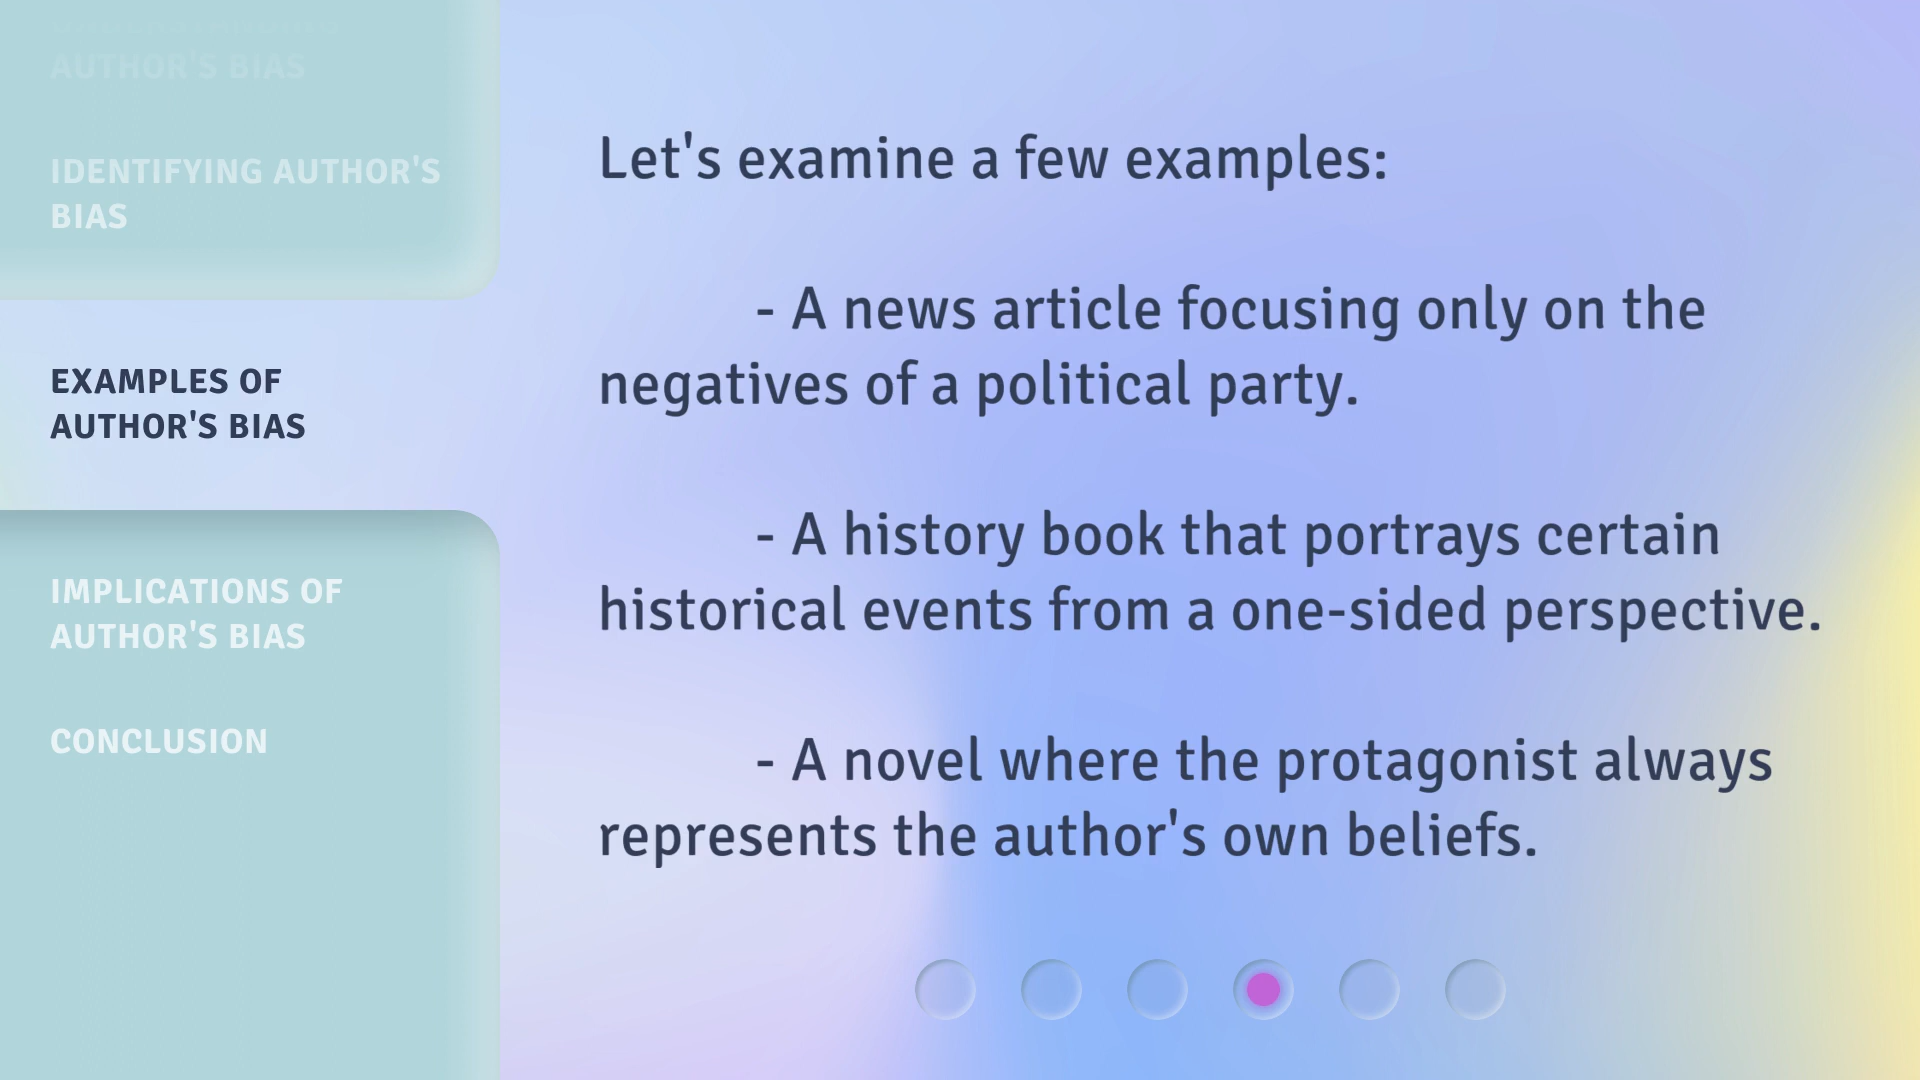 AUTHOR'S BIAS
IDENTIFYING AUTHOR'S
BIAS
EXAMPLES OF
AUTHOR'S BIAS
IMPLICATIONS OF
AUTHOR'S BIAS
CONCLUSION
Let's examine a few examples:
- A news article focusing only on the
negatives of a political party.
- A history book that portrays certain
historical events from a one-sided perspective.
- A novel where the protagonist always
represents the author's own beliefs.